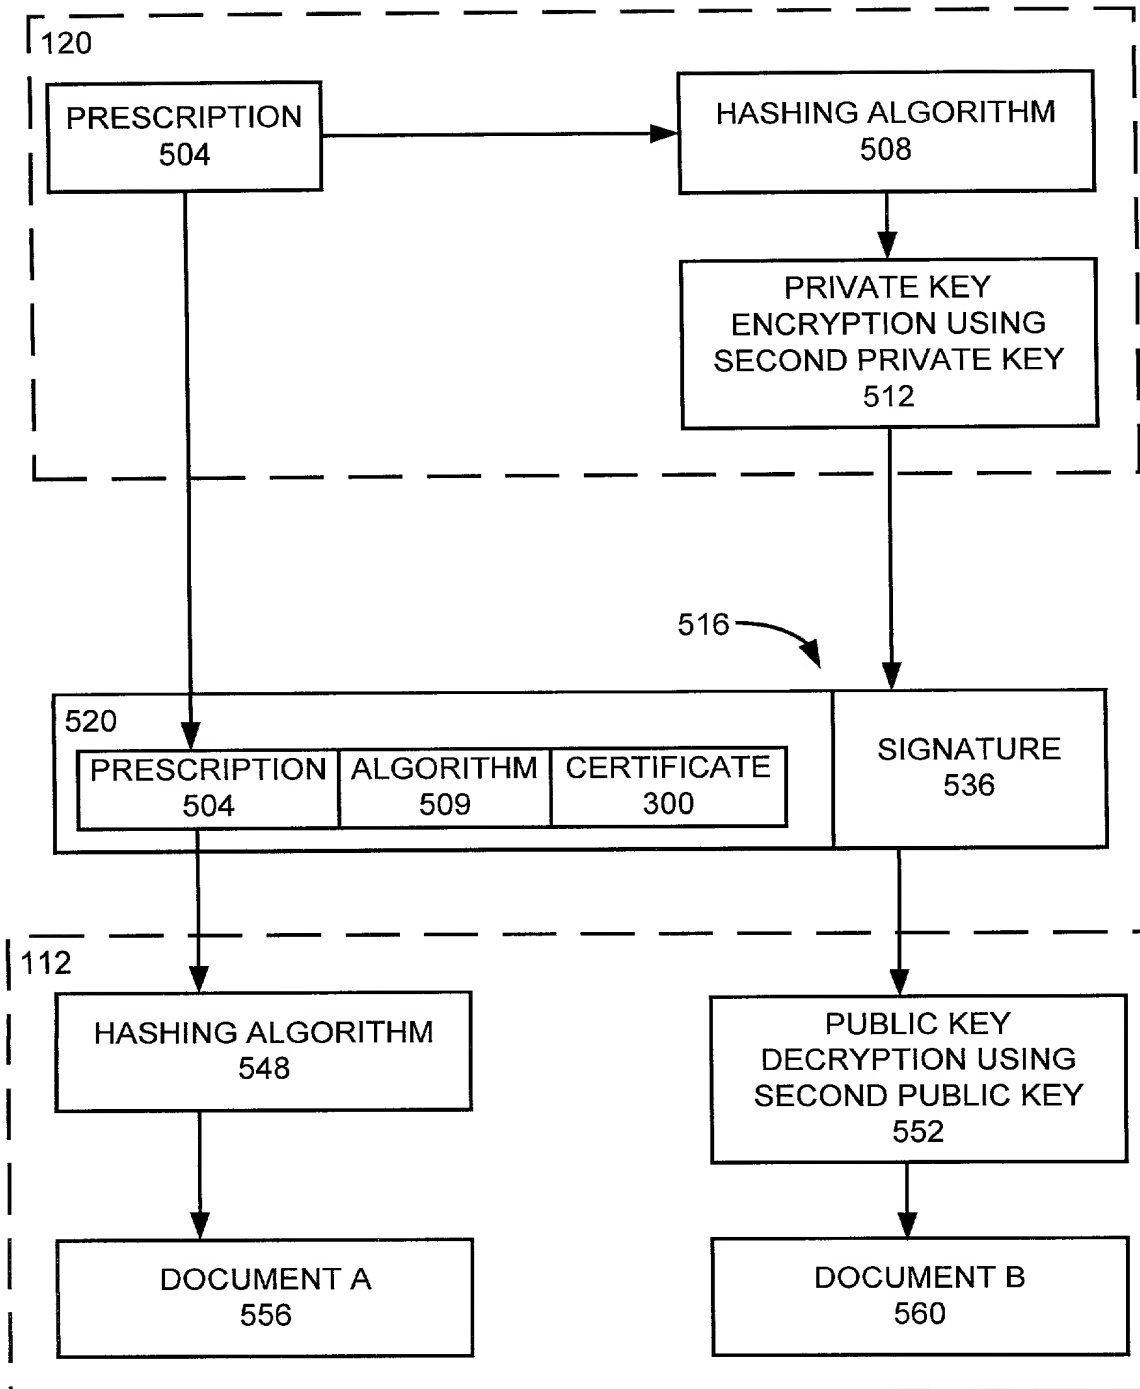 120
PRESCRIPTION
504
HASHING ALGORITHM
508
PRIVATE KEY
ENCRYPTION USING
SECOND PRIVATE KEY
512
516
520
PRESCRIPTION
504
ALGORITHM
509
CERTIFICATE
300
SIGNATURE
536
112
HASHING ALGORITHM
548
PUBLIC KEY
DECRYPTION USING
SECOND PUBLIC KEY
552
DOCUMENT A
556
DOCUMENT B
560